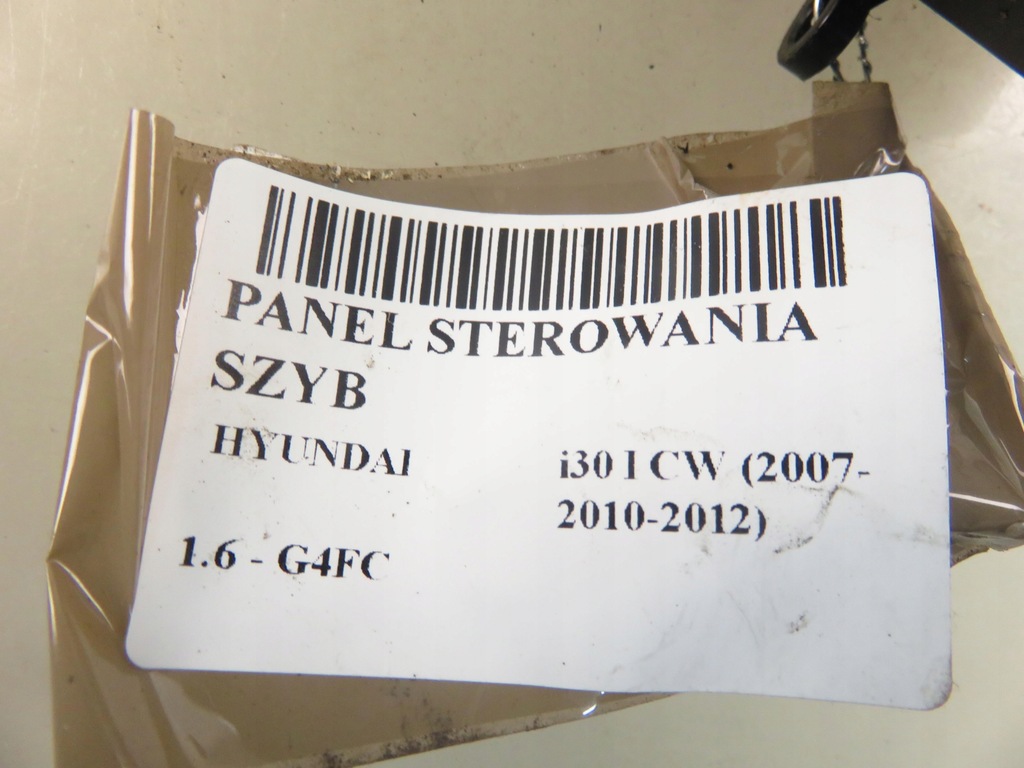 PANEL STEROWANIA
SZYB
HYUNDAI
i30 I CW (2007-
2010-2012)
1.6 - G4FC